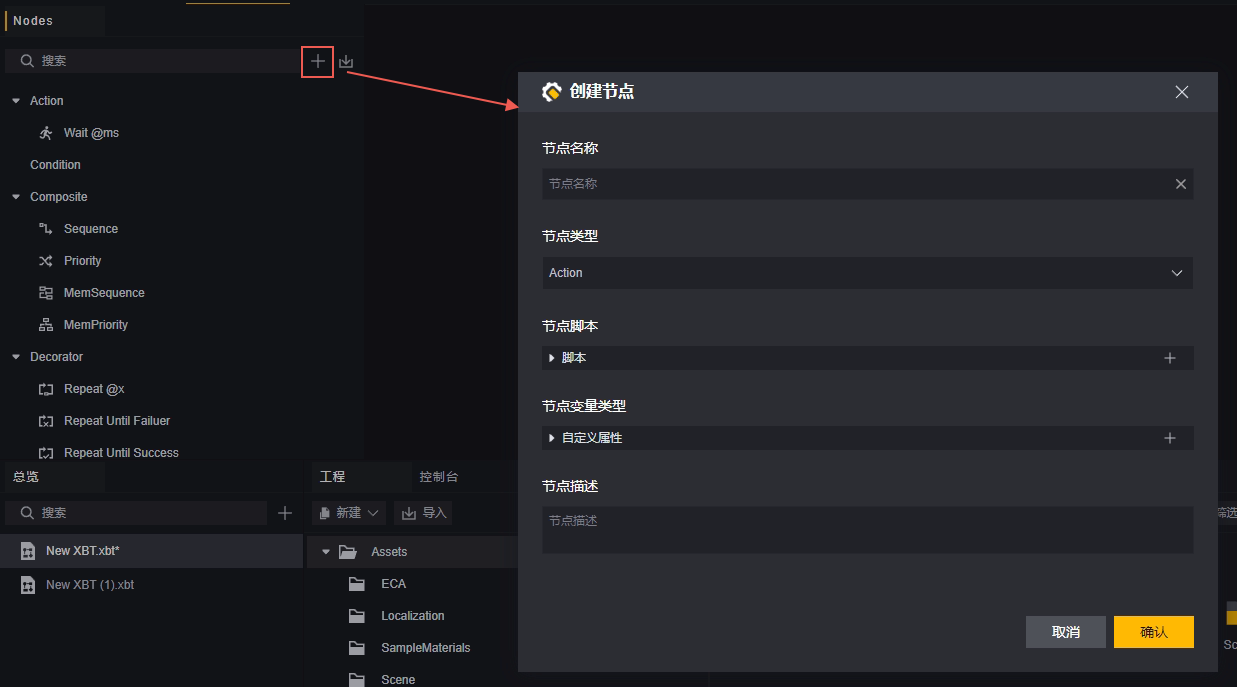 Nodes
搜索
Action
Wait @ms
Condition
Composite
Sequence
Priority
MemSequence
MemPriority
Decorator
Repeat @x
Repeat Until Failuer
Repeat Until Success
总览
搜索
New XBT.xbt*
New XBT (1).xbt
工程 控制台
新建 导入
Assets
ECA
Localization
SampleMaterials
Scene
创建节点
节点名称
节点名称
节点类型
Action
节点脚本
脚本
节点变量类型
自定义属性
节点描述
节点描述
取消 确认
筛选
Sc